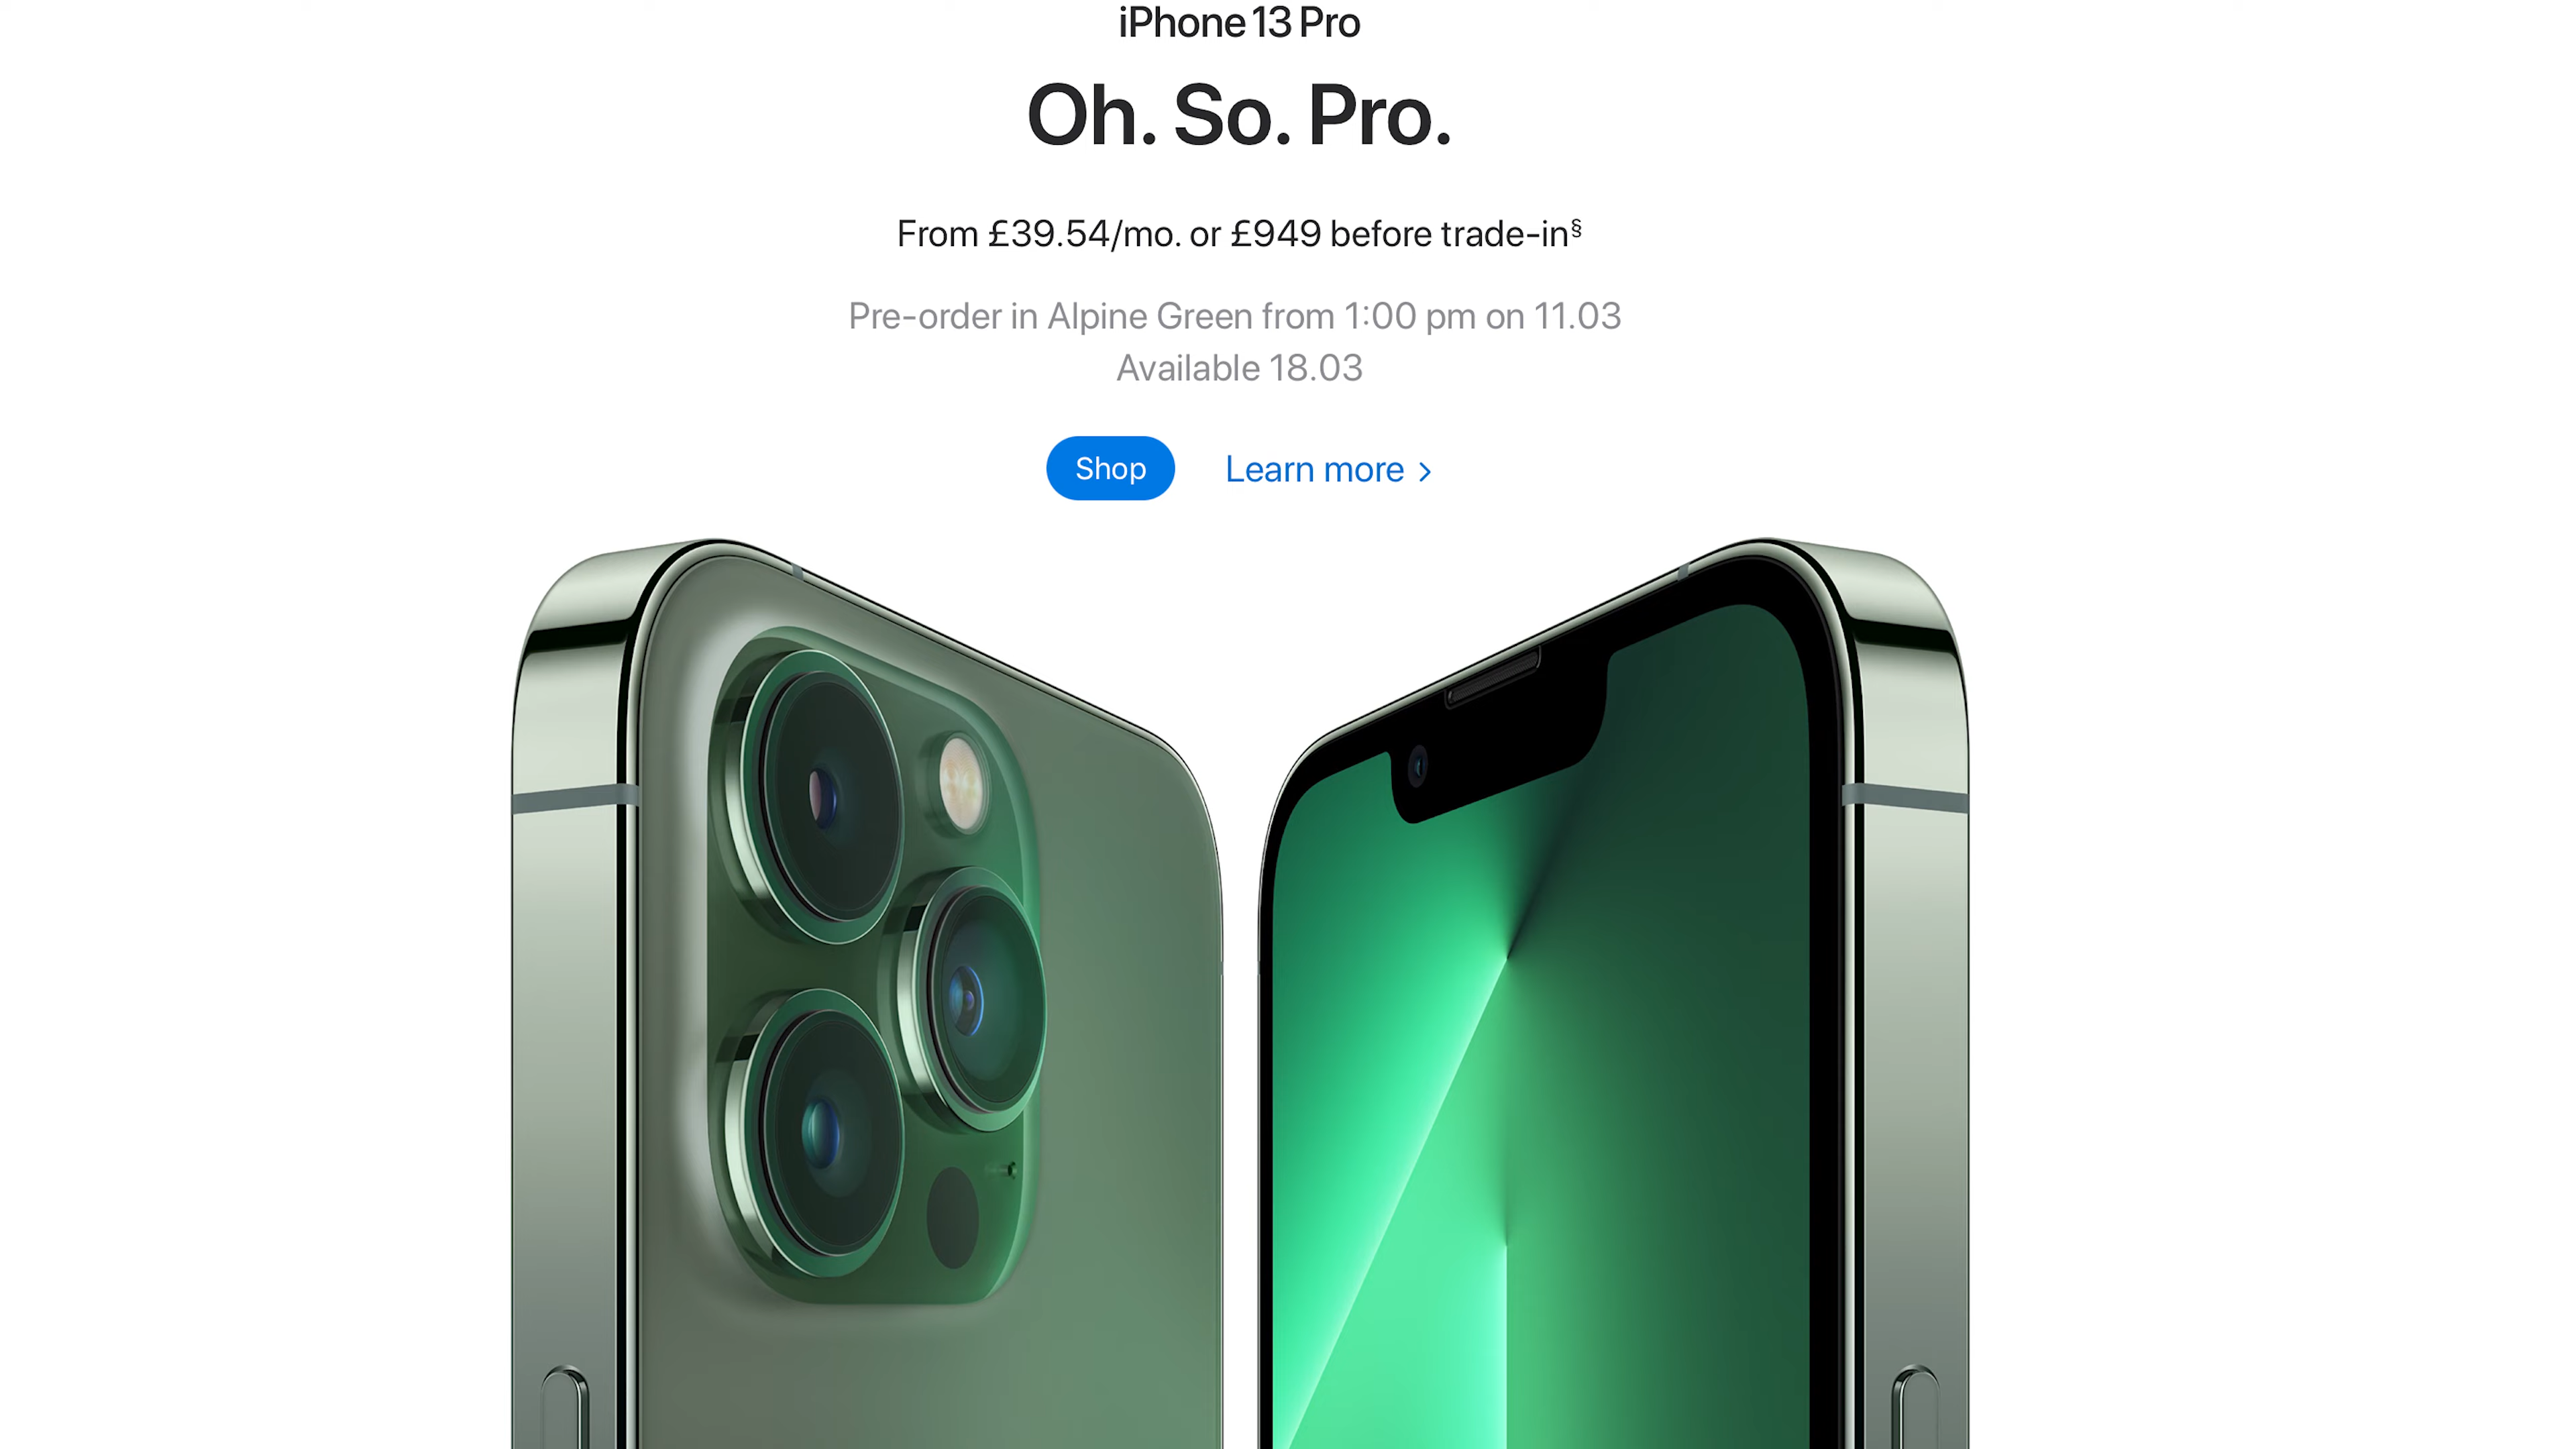 iPhone 13 Pro
Oh. So. Pro.
From £39.54/mo. or £949 before trade-in§
Pre-order in Alpine Green from 1:00 pm on 11.03
Available 18.03
Shop
Learn more >